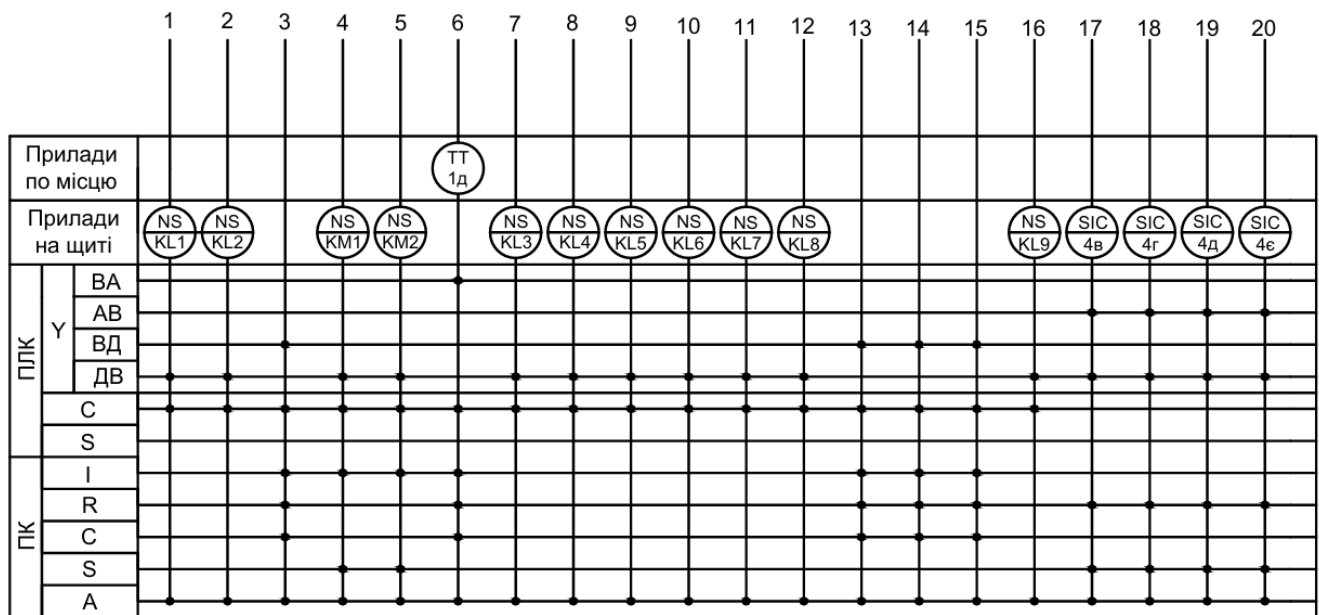 1 2 3 4 5 6 7 8 9 10 11 12 13 14 15 16 17 18 19 20
Прилади
по місцю
ТТ
1д
Прилади
на щиті
NS NS NS NS NS NS NS NS NS NS NS SIC SIC SIC SIC
KL1 KL2 KM1 KM2 KL3 KL4 KL5 KL6 KL7 KL8 KL9 4в 4г 4д 4є
ПЛК
Y
ВА
АВ
ВД
ДВ
С
S
ПК
I
R
C
S
A